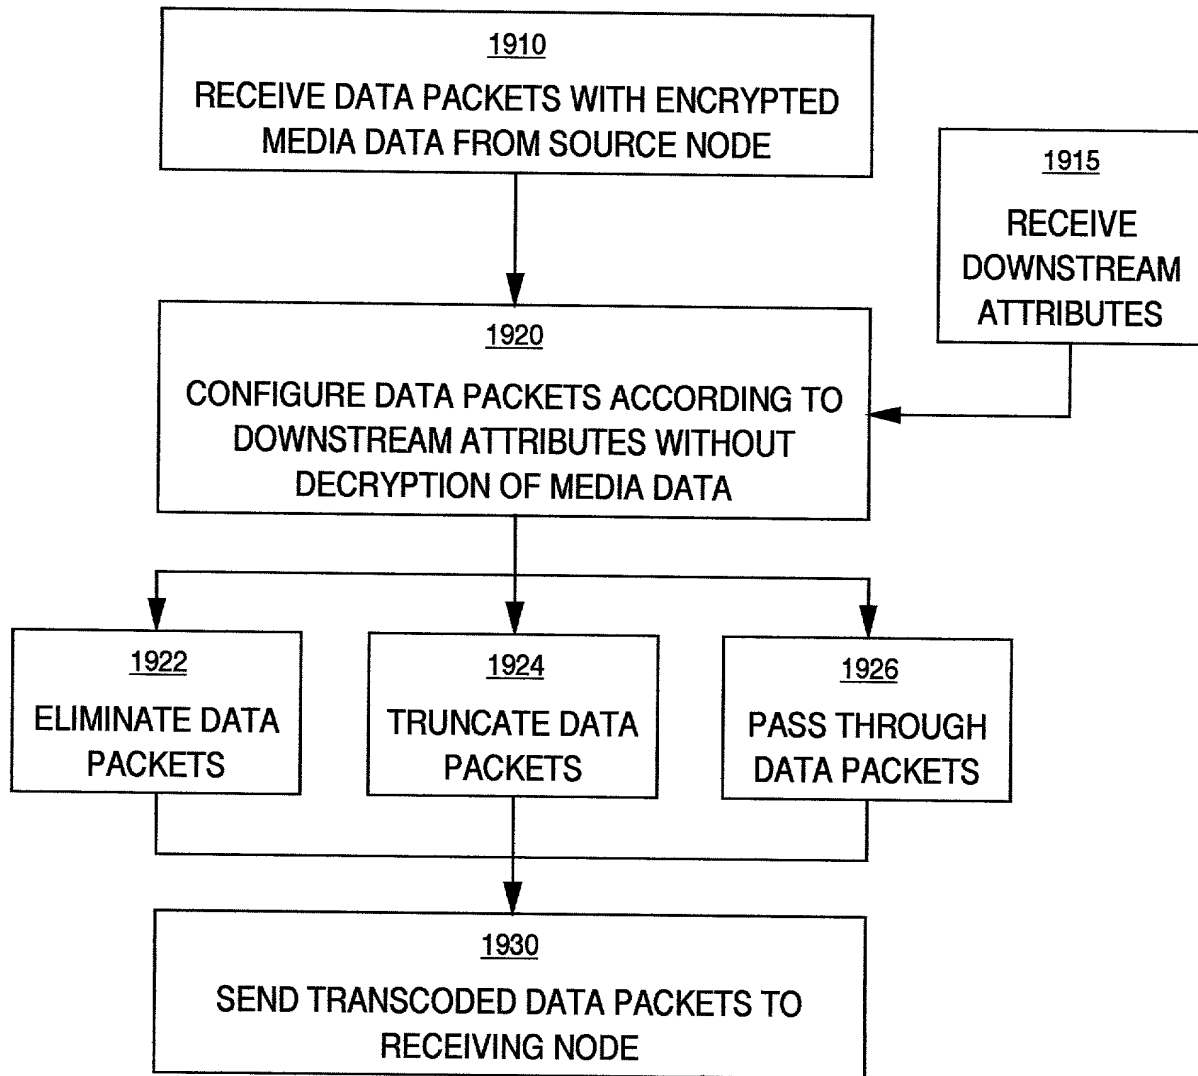 1910
RECEIVE DATA PACKETS WITH ENCRYPTED
MEDIA DATA FROM SOURCE NODE
1915
RECEIVE
DOWNSTREAM
ATTRIBUTES
1920
CONFIGURE DATA PACKETS ACCORDING TO
DOWNSTREAM ATTRIBUTES WITHOUT
DECRYPTION OF MEDIA DATA
1922
ELIMINATE DATA
PACKETS
1924
TRUNCATE DATA
PACKETS
1926
PASS THROUGH
DATA PACKETS
1930
SEND TRANSCODED DATA PACKETS TO
RECEIVING NODE